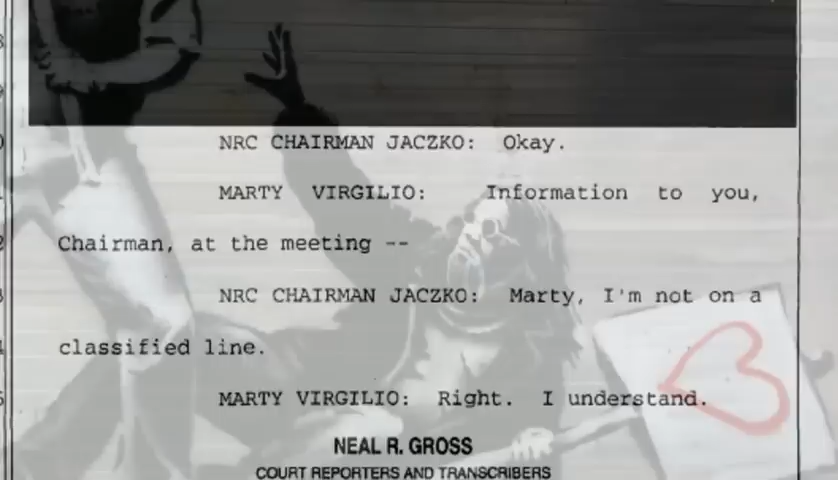 NRC CHAIRMAN JACZKO: Okay.
MARTY VIRGILIO: Information to you,
Chairman, at the meeting --
NRC CHAIRMAN JACZKO: Marty, I'm not on a
classified line.
MARTY VIRGILIO: Right. I understand.
NEAL R. GROSS
COURT REPORTERS AND TRANSCRIBERS